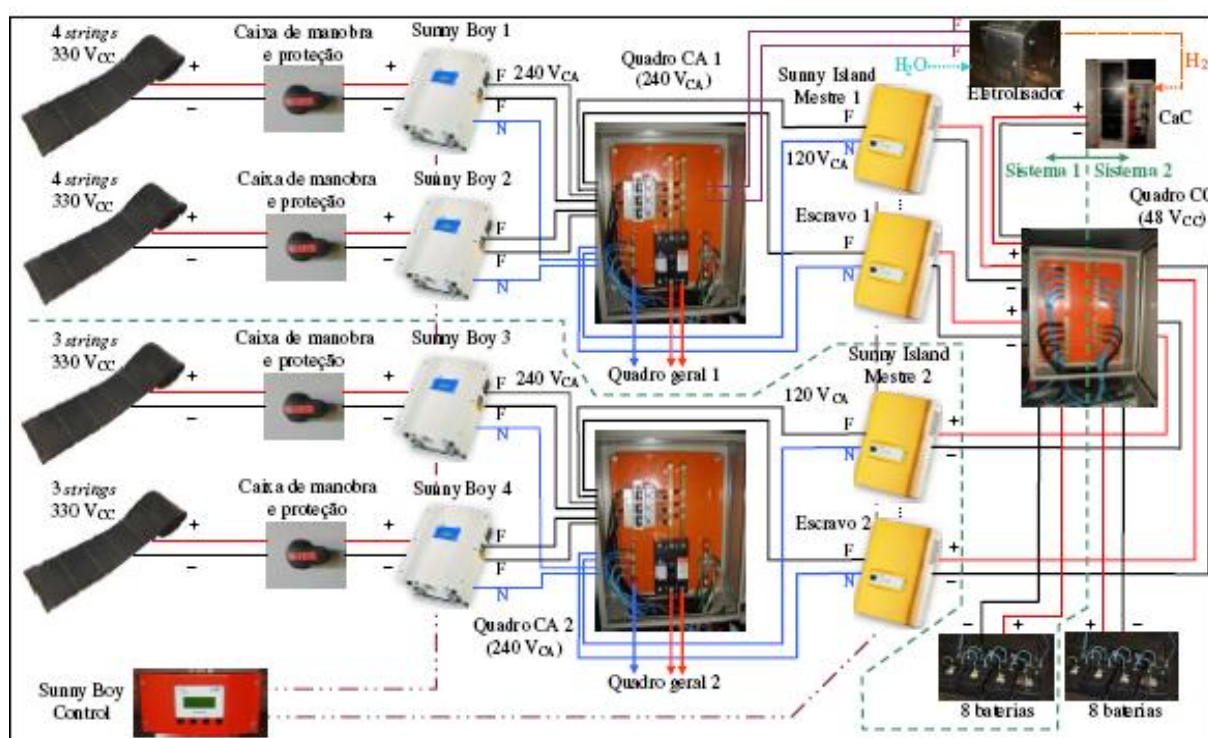 4 strings
330 VCC
+
−
Caixa de manobra
e proteção
+
−
Sunny Boy 1
F
240 VCA
F
N
Quadro CA 1
(240 VCA)
F
F
H2O
Eletrolisador
H2
CaC
Sunny Island
Mestre 1
F
N
120 VCA
+
−
Sistema 1
Sistema 2
Quadro CC
(48 VCC)
4 strings
330 VCC
+
−
Caixa de manobra
e proteção
+
−
Sunny Boy 2
F
F
N
Escravo 1
F
N
+
−
+
−
Quadro geral 1
3 strings
330 VCC
+
−
Caixa de manobra
e proteção
+
−
Sunny Boy 3
F
240 VCA
F
N
Sunny Island
Mestre 2
120 VCA
F
N
+
−
3 strings
330 VCC
+
−
Caixa de manobra
e proteção
+
−
Sunny Boy 4
F
F
N
Escravo 2
F
N
+
−
Quadro CA 2
(240 VCA)
Quadro geral 2
Sunny Boy
Control
−
+
+
−
8 baterias
8 baterias